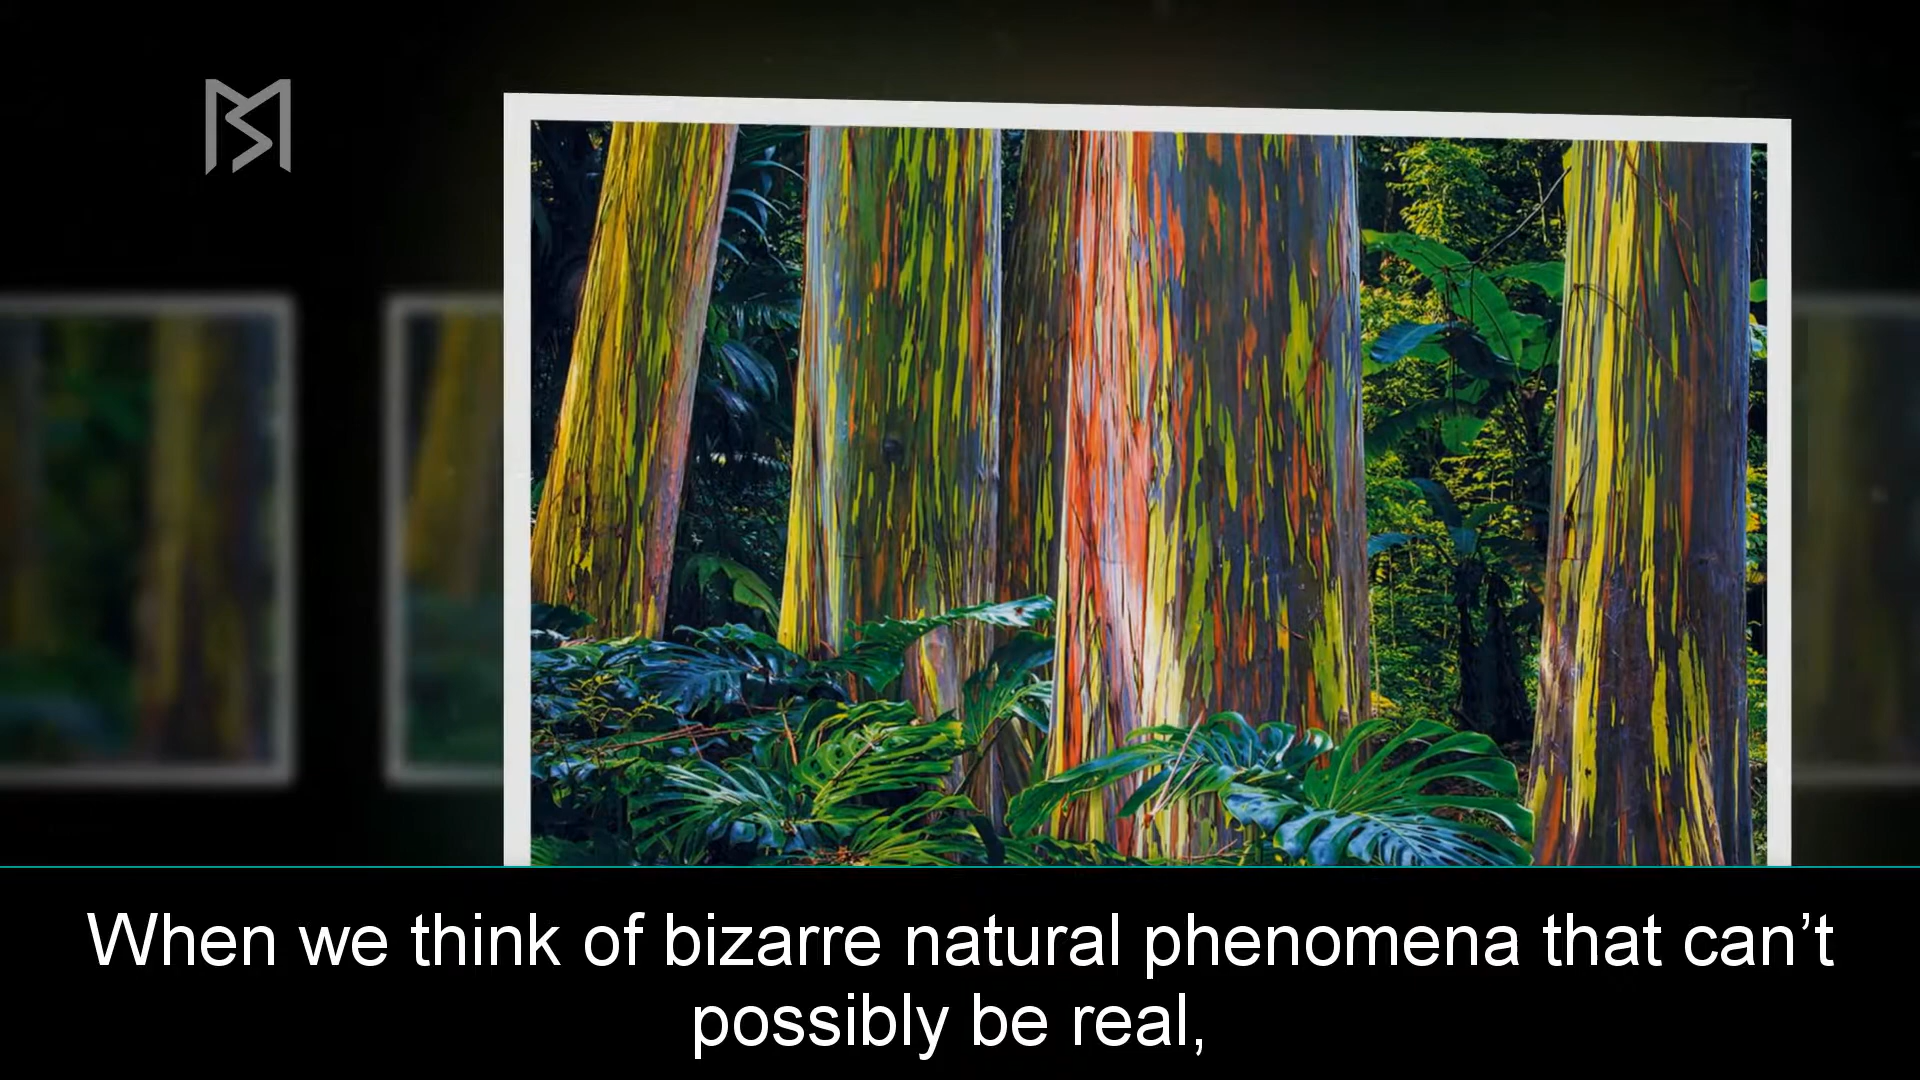 When we think of bizarre natural phenomena that can’t
possibly be real,